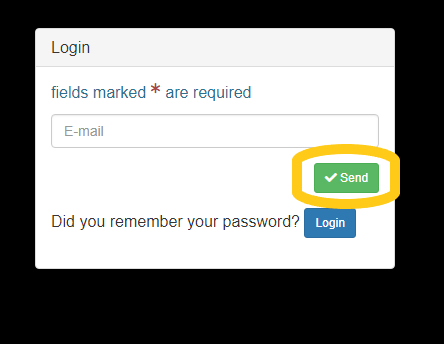 Login
fields marked * are required
E-mail
Send
Did you remember your password? Login